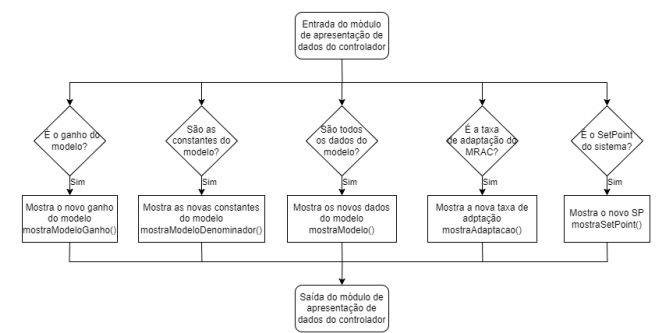 Entrada do módulo
de apresentação de
dados do controlador
É o ganho do
modelo?
São as
constantes do
modelo?
São todos
os dados do
modelo?
É a taxa
de adaptação do
MRAC?
É o SetPoint
do sistema?
Sim
Sim
Sim
Sim
Sim
Mostra o novo ganho
do modelo
mostraModeloGanho()
Mostra as novas constantes
do modelo
mostraModeloDenominador()
Mostra os novos dados
do modelo
mostraModelo()
Mostra a nova taxa de
adptação
mostraAdaptacao()
Mostra o novo SP
mostraSetPoint()
Saída do módulo de
apresentação de
dados do controlador